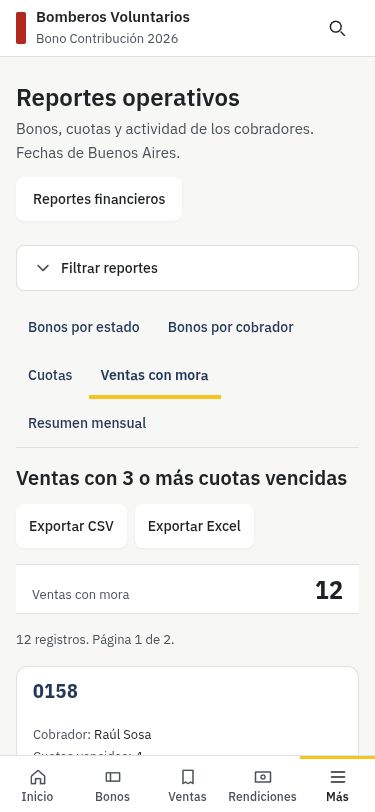 Bomberos Voluntarios
Bono Contribución 2026
Reportes operativos
Bonos, cuotas y actividad de los cobradores.
Fechas de Buenos Aires.
Reportes financieros
Filtrar reportes
Bonos por estado Bonos por cobrador
Cuotas Ventas con mora
Resumen mensual
Ventas con 3 o más cuotas vencidas
Exportar CSV Exportar Excel
Ventas con mora 12
12 registros. Página 1 de 2.
0158
Cobrador: Raúl Sosa
Cuotas vencidas: 4
Inicio Bonos Ventas Rendiciones Más